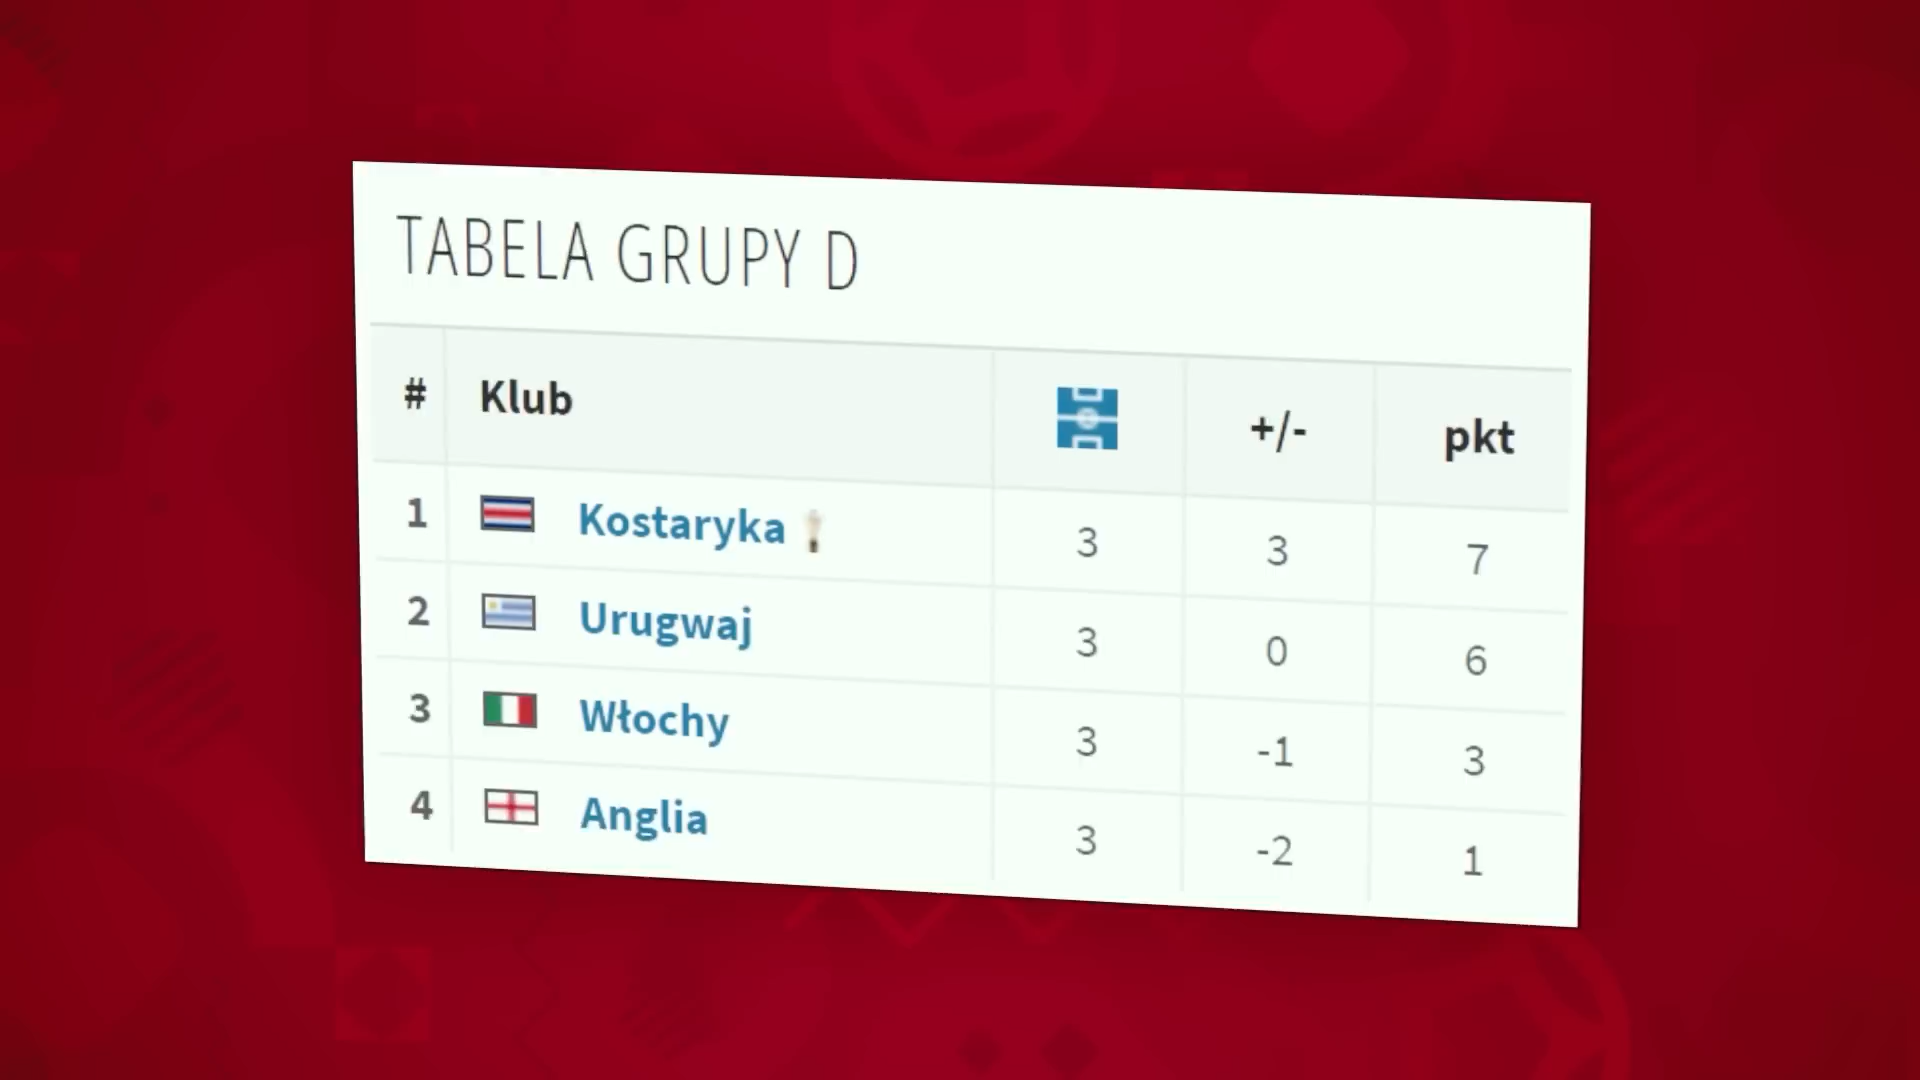 TABELA GRUPY D
# Klub +/- pkt
1 Kostaryka 3 3 7
2 Urugwaj 3 0 6
3 Włochy 3 -1 3
4 Anglia 3 -2 1